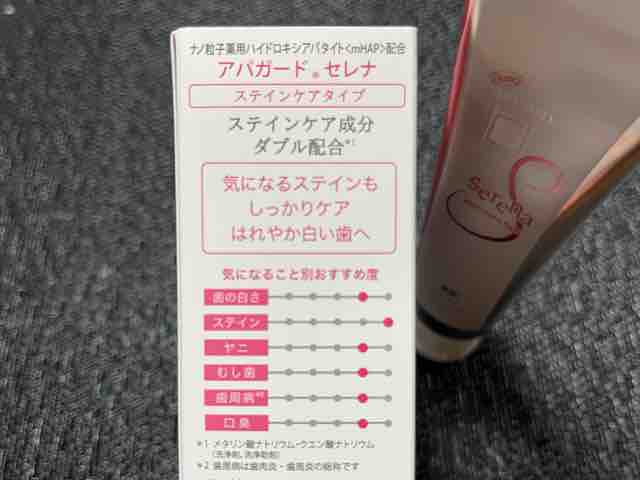 ナノ粒子薬用ハイドロキシアパタイト<mHAP>配合
アパガード®セレナ
ステインケアタイプ
ステインケア成分
ダブル配合*1
気になるステインも
しっかりケア
はれやか白い歯へ
気になること別おすすめ度
歯の白さ
ステイン
ヤニ
むし歯
歯周病*2
口臭
*1 メタリン酸ナトリウム・クエン酸ナトリウム
(洗浄剤、清浄助剤)
*2 歯周病は歯肉炎・歯周炎の総称です
Serena